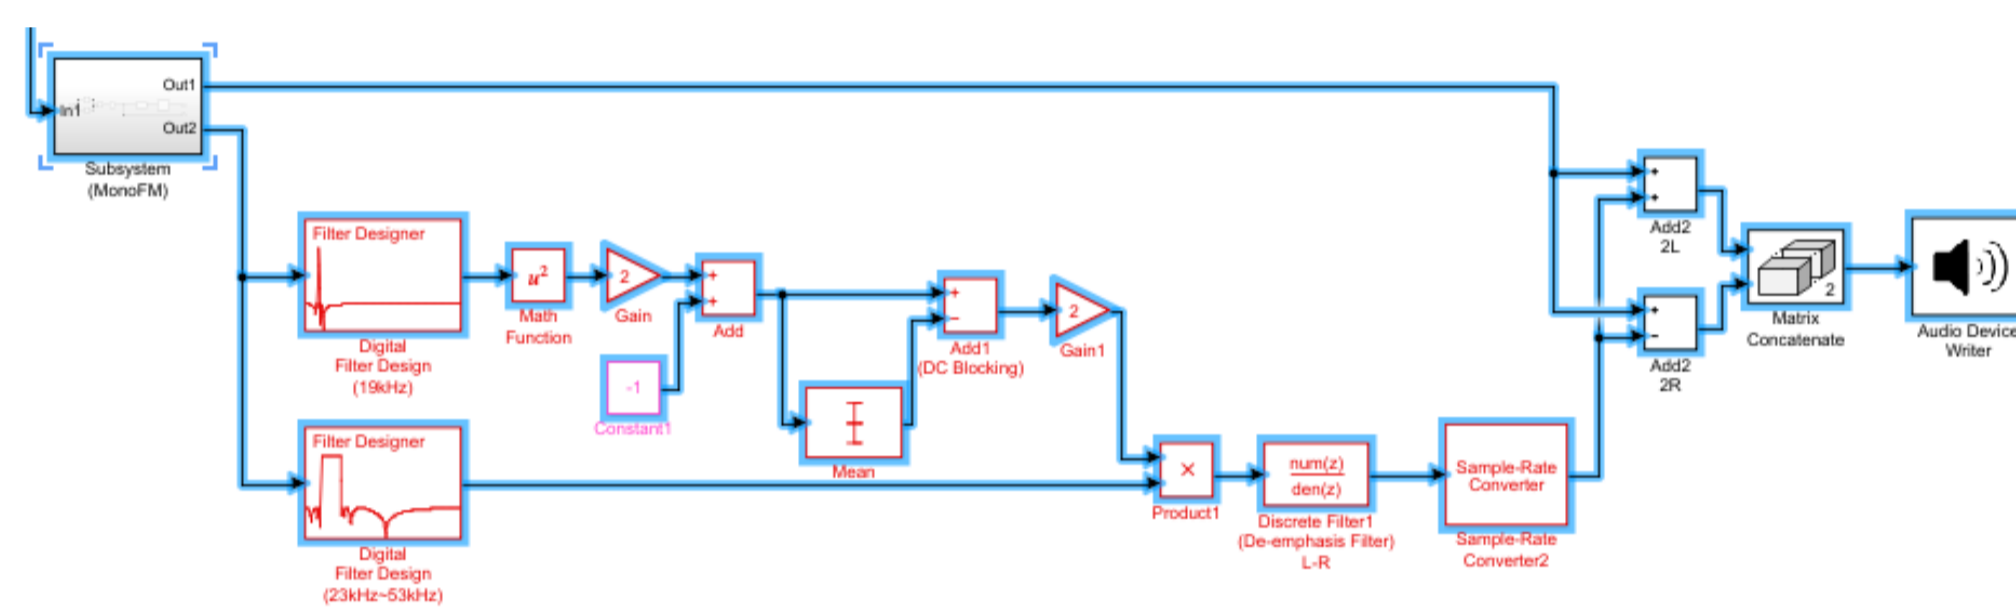 Out1
In1
Out2
Subsystem
(MonoFM)
Filter Designer
Digital
Filter Design
(19kHz)
u²
Math
Function
2
Gain
-1
Constant1
+
+
Add
Mean
+
−
Add1
(DC Blocking)
2
Gain1
Filter Designer
Digital
Filter Design
(23kHz~53kHz)
×
Product1
num(z)
den(z)
Discrete Filter1
(De-emphasis Filter)
L-R
Sample-Rate
Converter
Sample-Rate
Converter2
+
+
Add2
2L
+
−
Add2
2R
2
Matrix
Concatenate
Audio Device
Writer